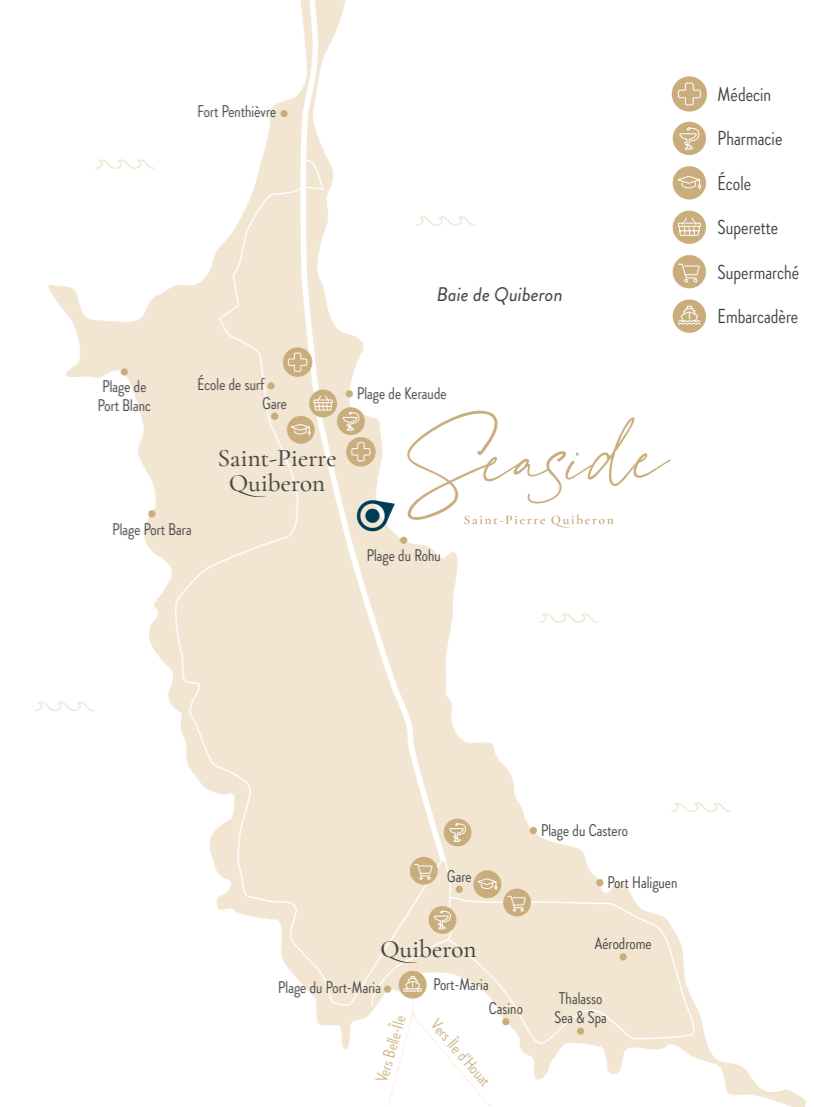 Fort Penthièvre
Médecin
Pharmacie
École
Superette
Supermarché
Embarcadère
Baie de Quiberon
Plage de
Port Blanc
École de surf
Gare
Plage de Keraude
Saint-Pierre
Quiberon
Seaside
Saint-Pierre Quiberon
Plage Port Bara
Plage du Rohu
Plage du Castero
Gare
Port Haliguen
Quiberon
Aérodrome
Plage du Port-Maria
Port-Maria
Casino
Thalasso
Sea & Spa
Vers Belle-Île
Vers Île d'Houat